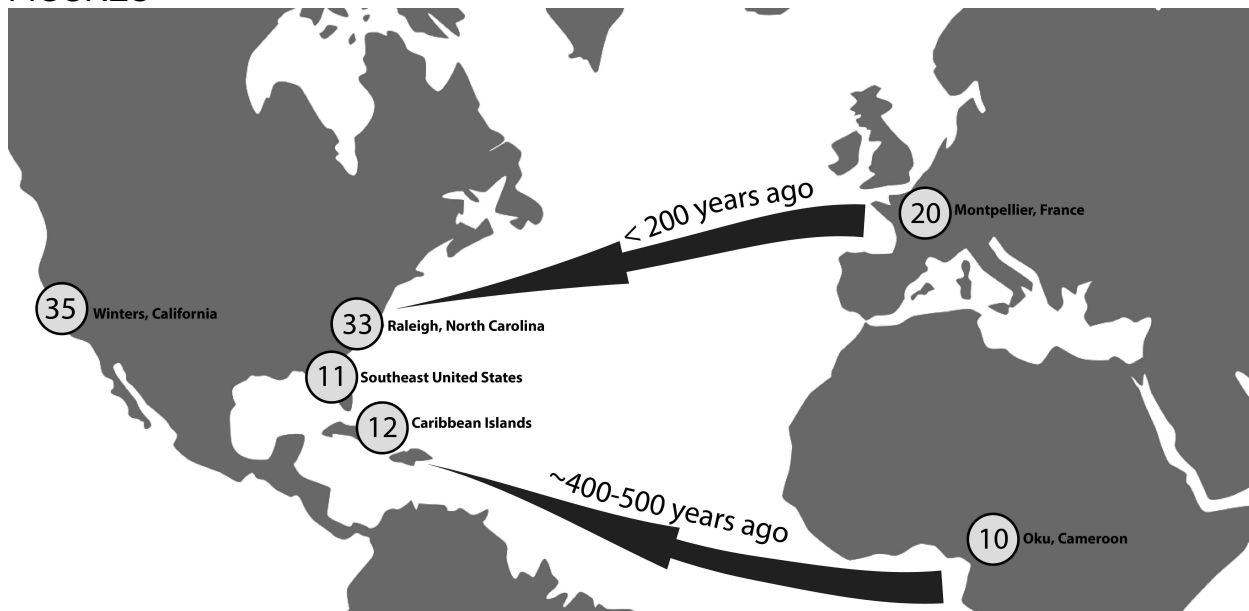 FIGURES
< 200 years ago
20
Montpellier, France
35
Winters, California
33
Raleigh, North Carolina
11
Southeast United States
12
Caribbean Islands
~400-500 years ago
10
Oku, Cameroon